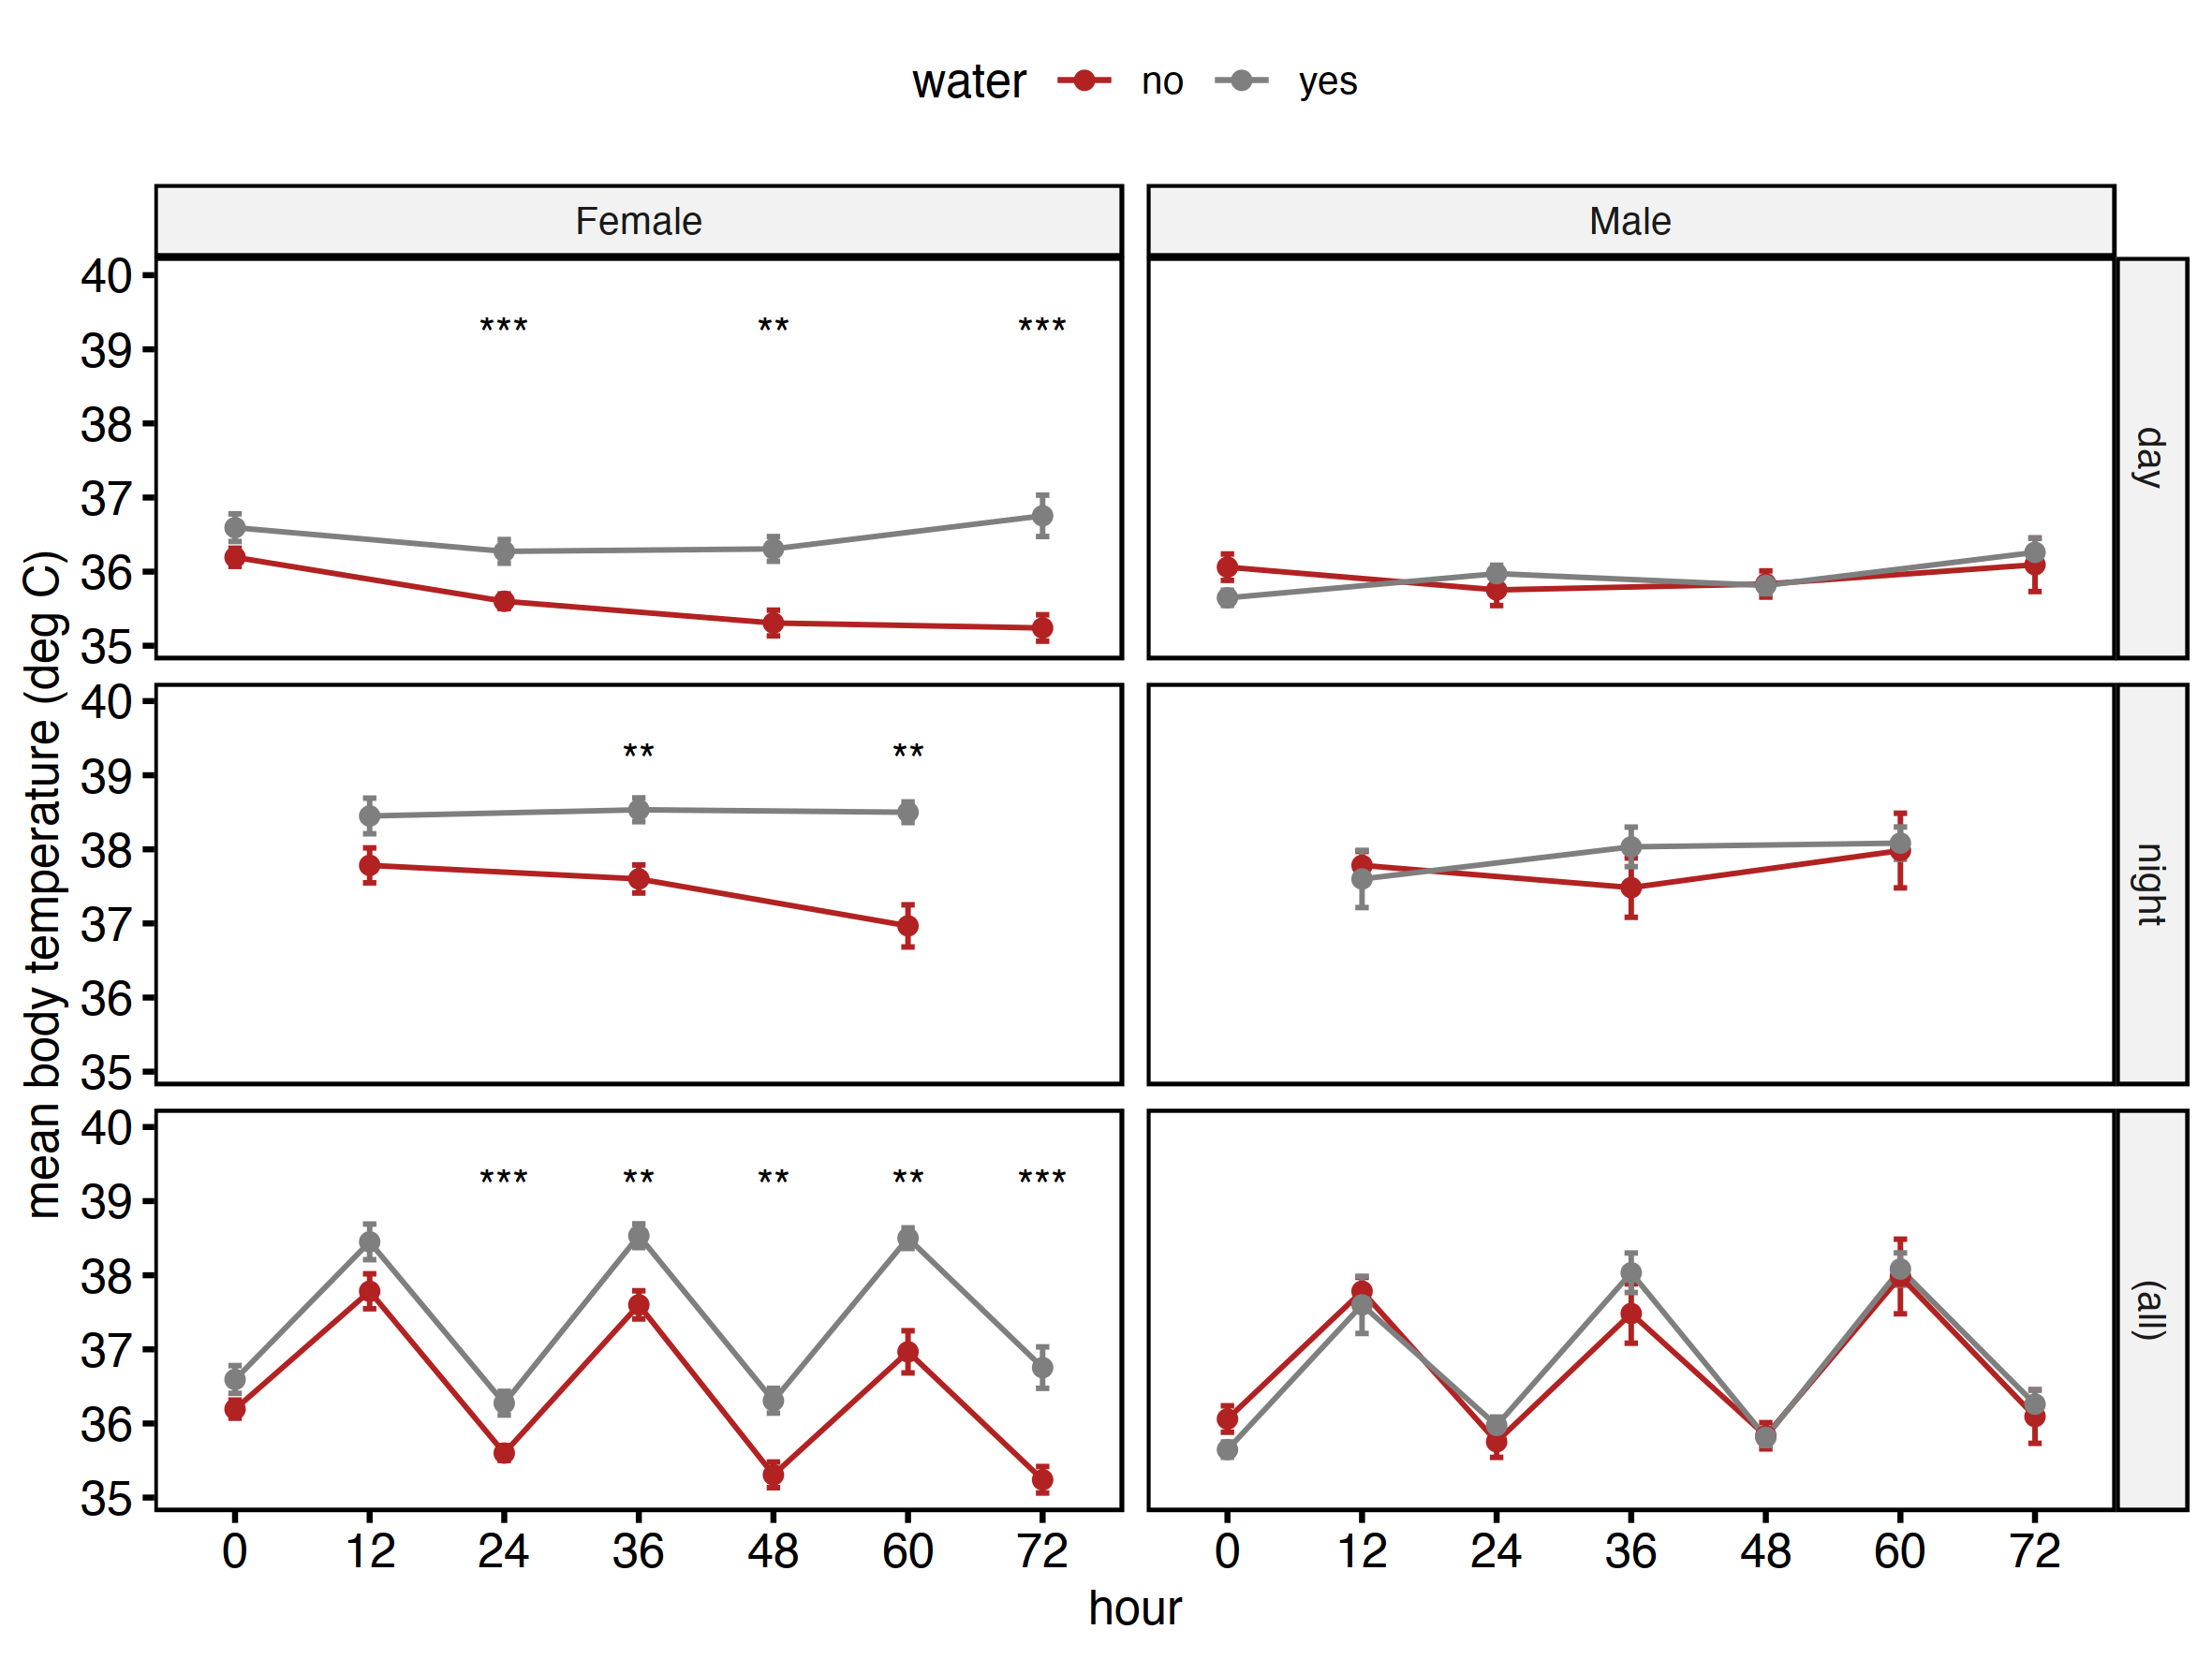 water no yes
Female Male
40
39
38
37
36
35
*** ** ***
day
40
39
38
37
36
35
** **
night
40
39
38
37
36
35
*** ** ** ** ***
(all)
mean body temperature (deg C)
0 12 24 36 48 60 72 0 12 24 36 48 60 72
hour